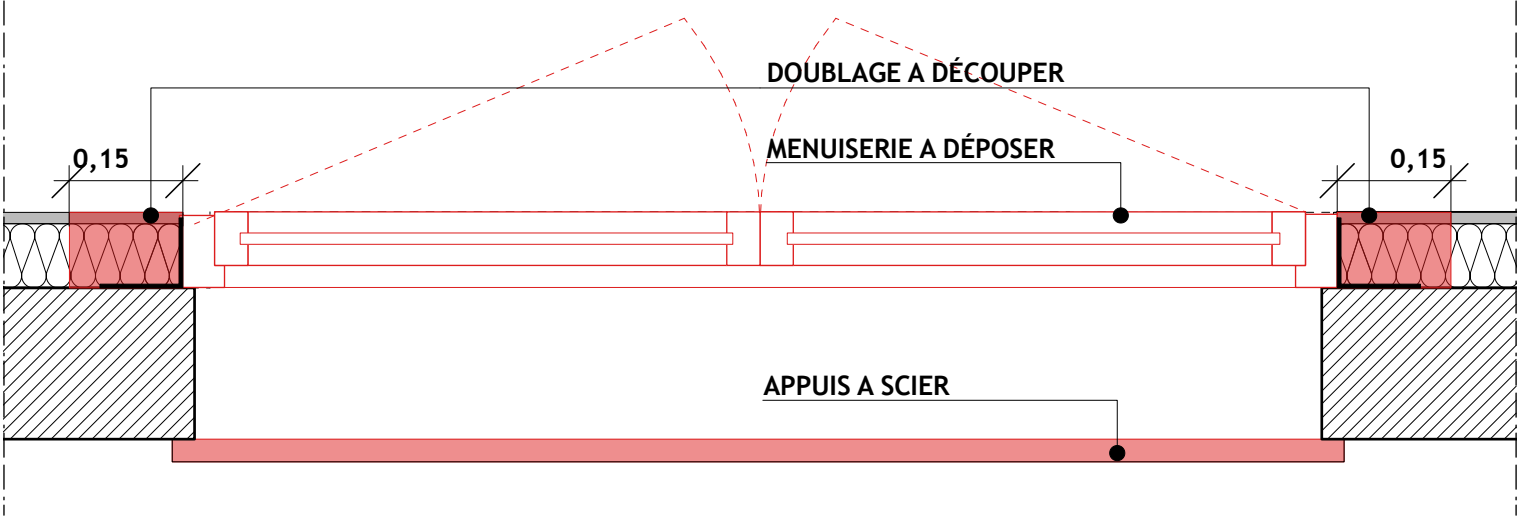 DOUBLAGE A DÉCOUPER
MENUISERIE A DÉPOSER
0,15
0,15
APPUIS A SCIER